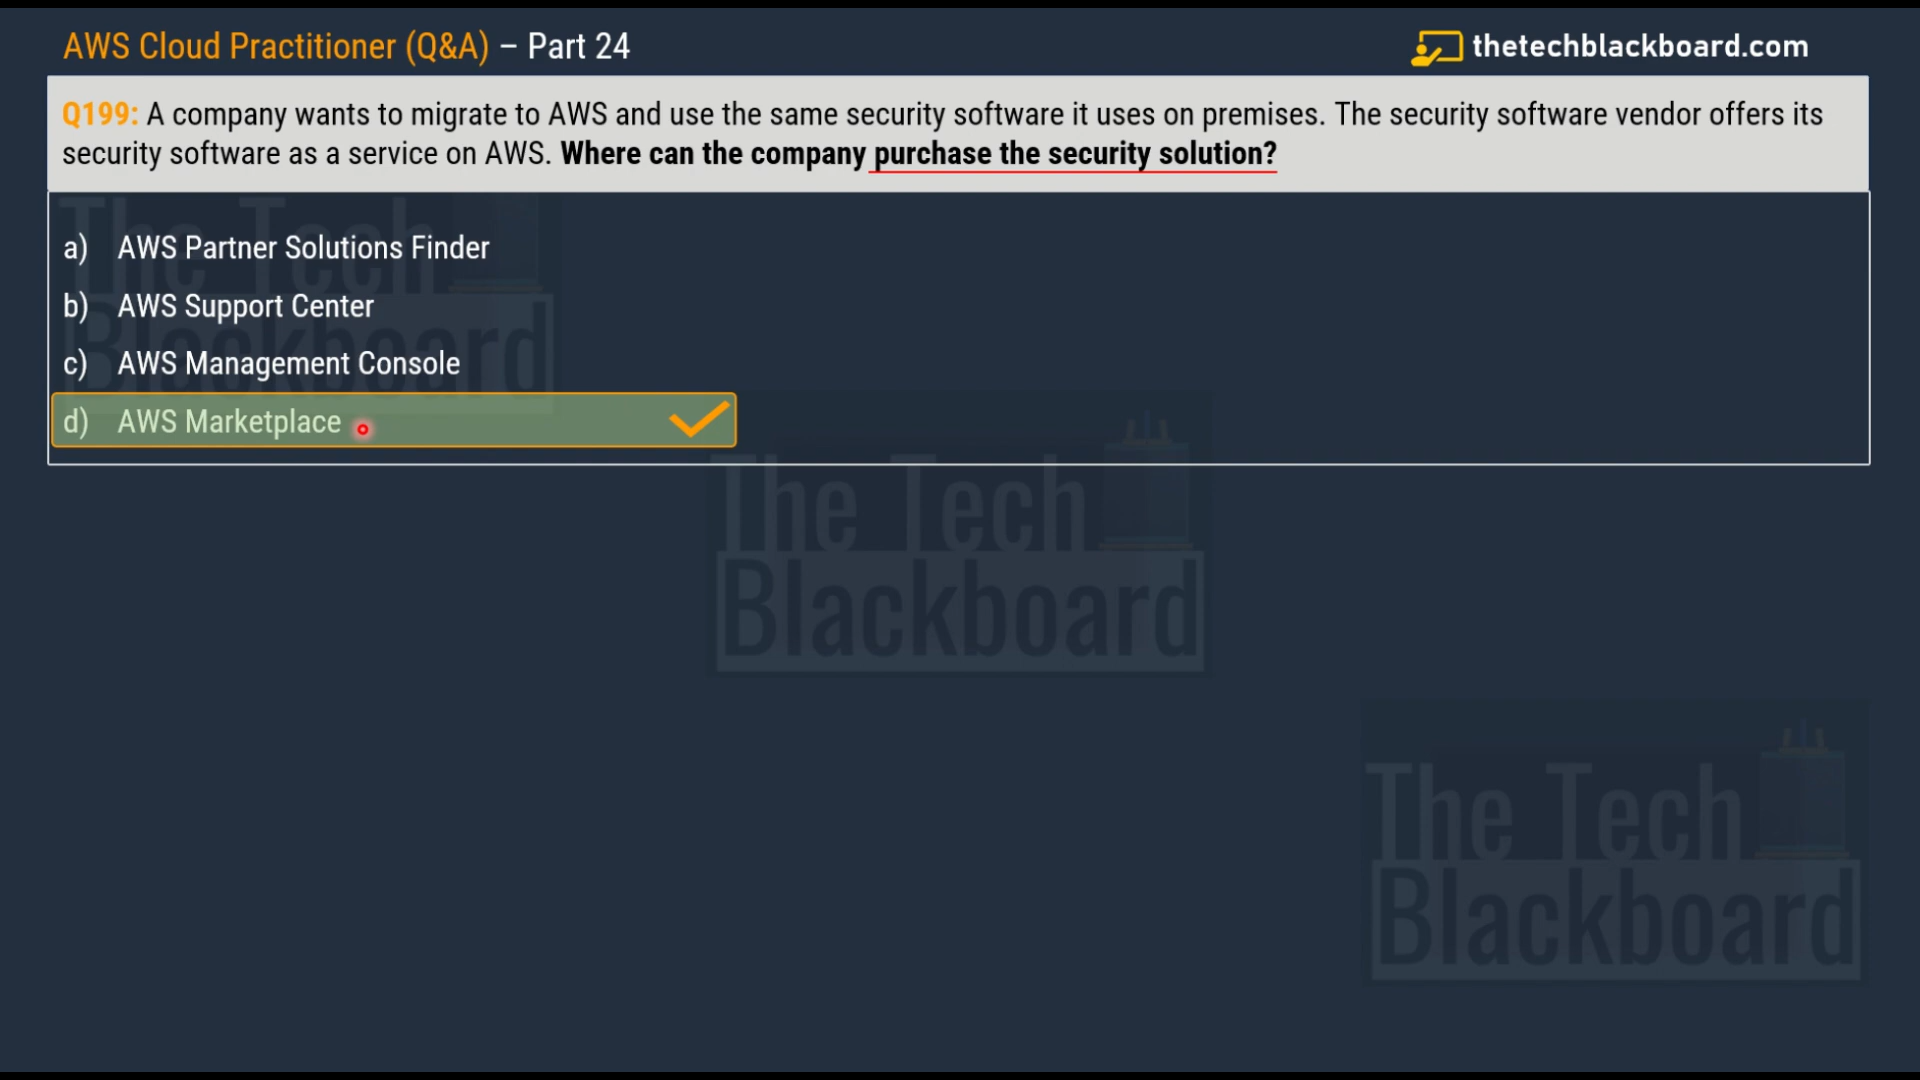 AWS Cloud Practitioner (Q&A) – Part 24
thetechblackboard.com
Q199: A company wants to migrate to AWS and use the same security software it uses on premises. The security software vendor offers its
security software as a service on AWS. Where can the company purchase the security solution?
a) AWS Partner Solutions Finder
b) AWS Support Center
c) AWS Management Console
d) AWS Marketplace
The Tech
Blackboard
The Tech
Blackboard
The Tech
Blackboard